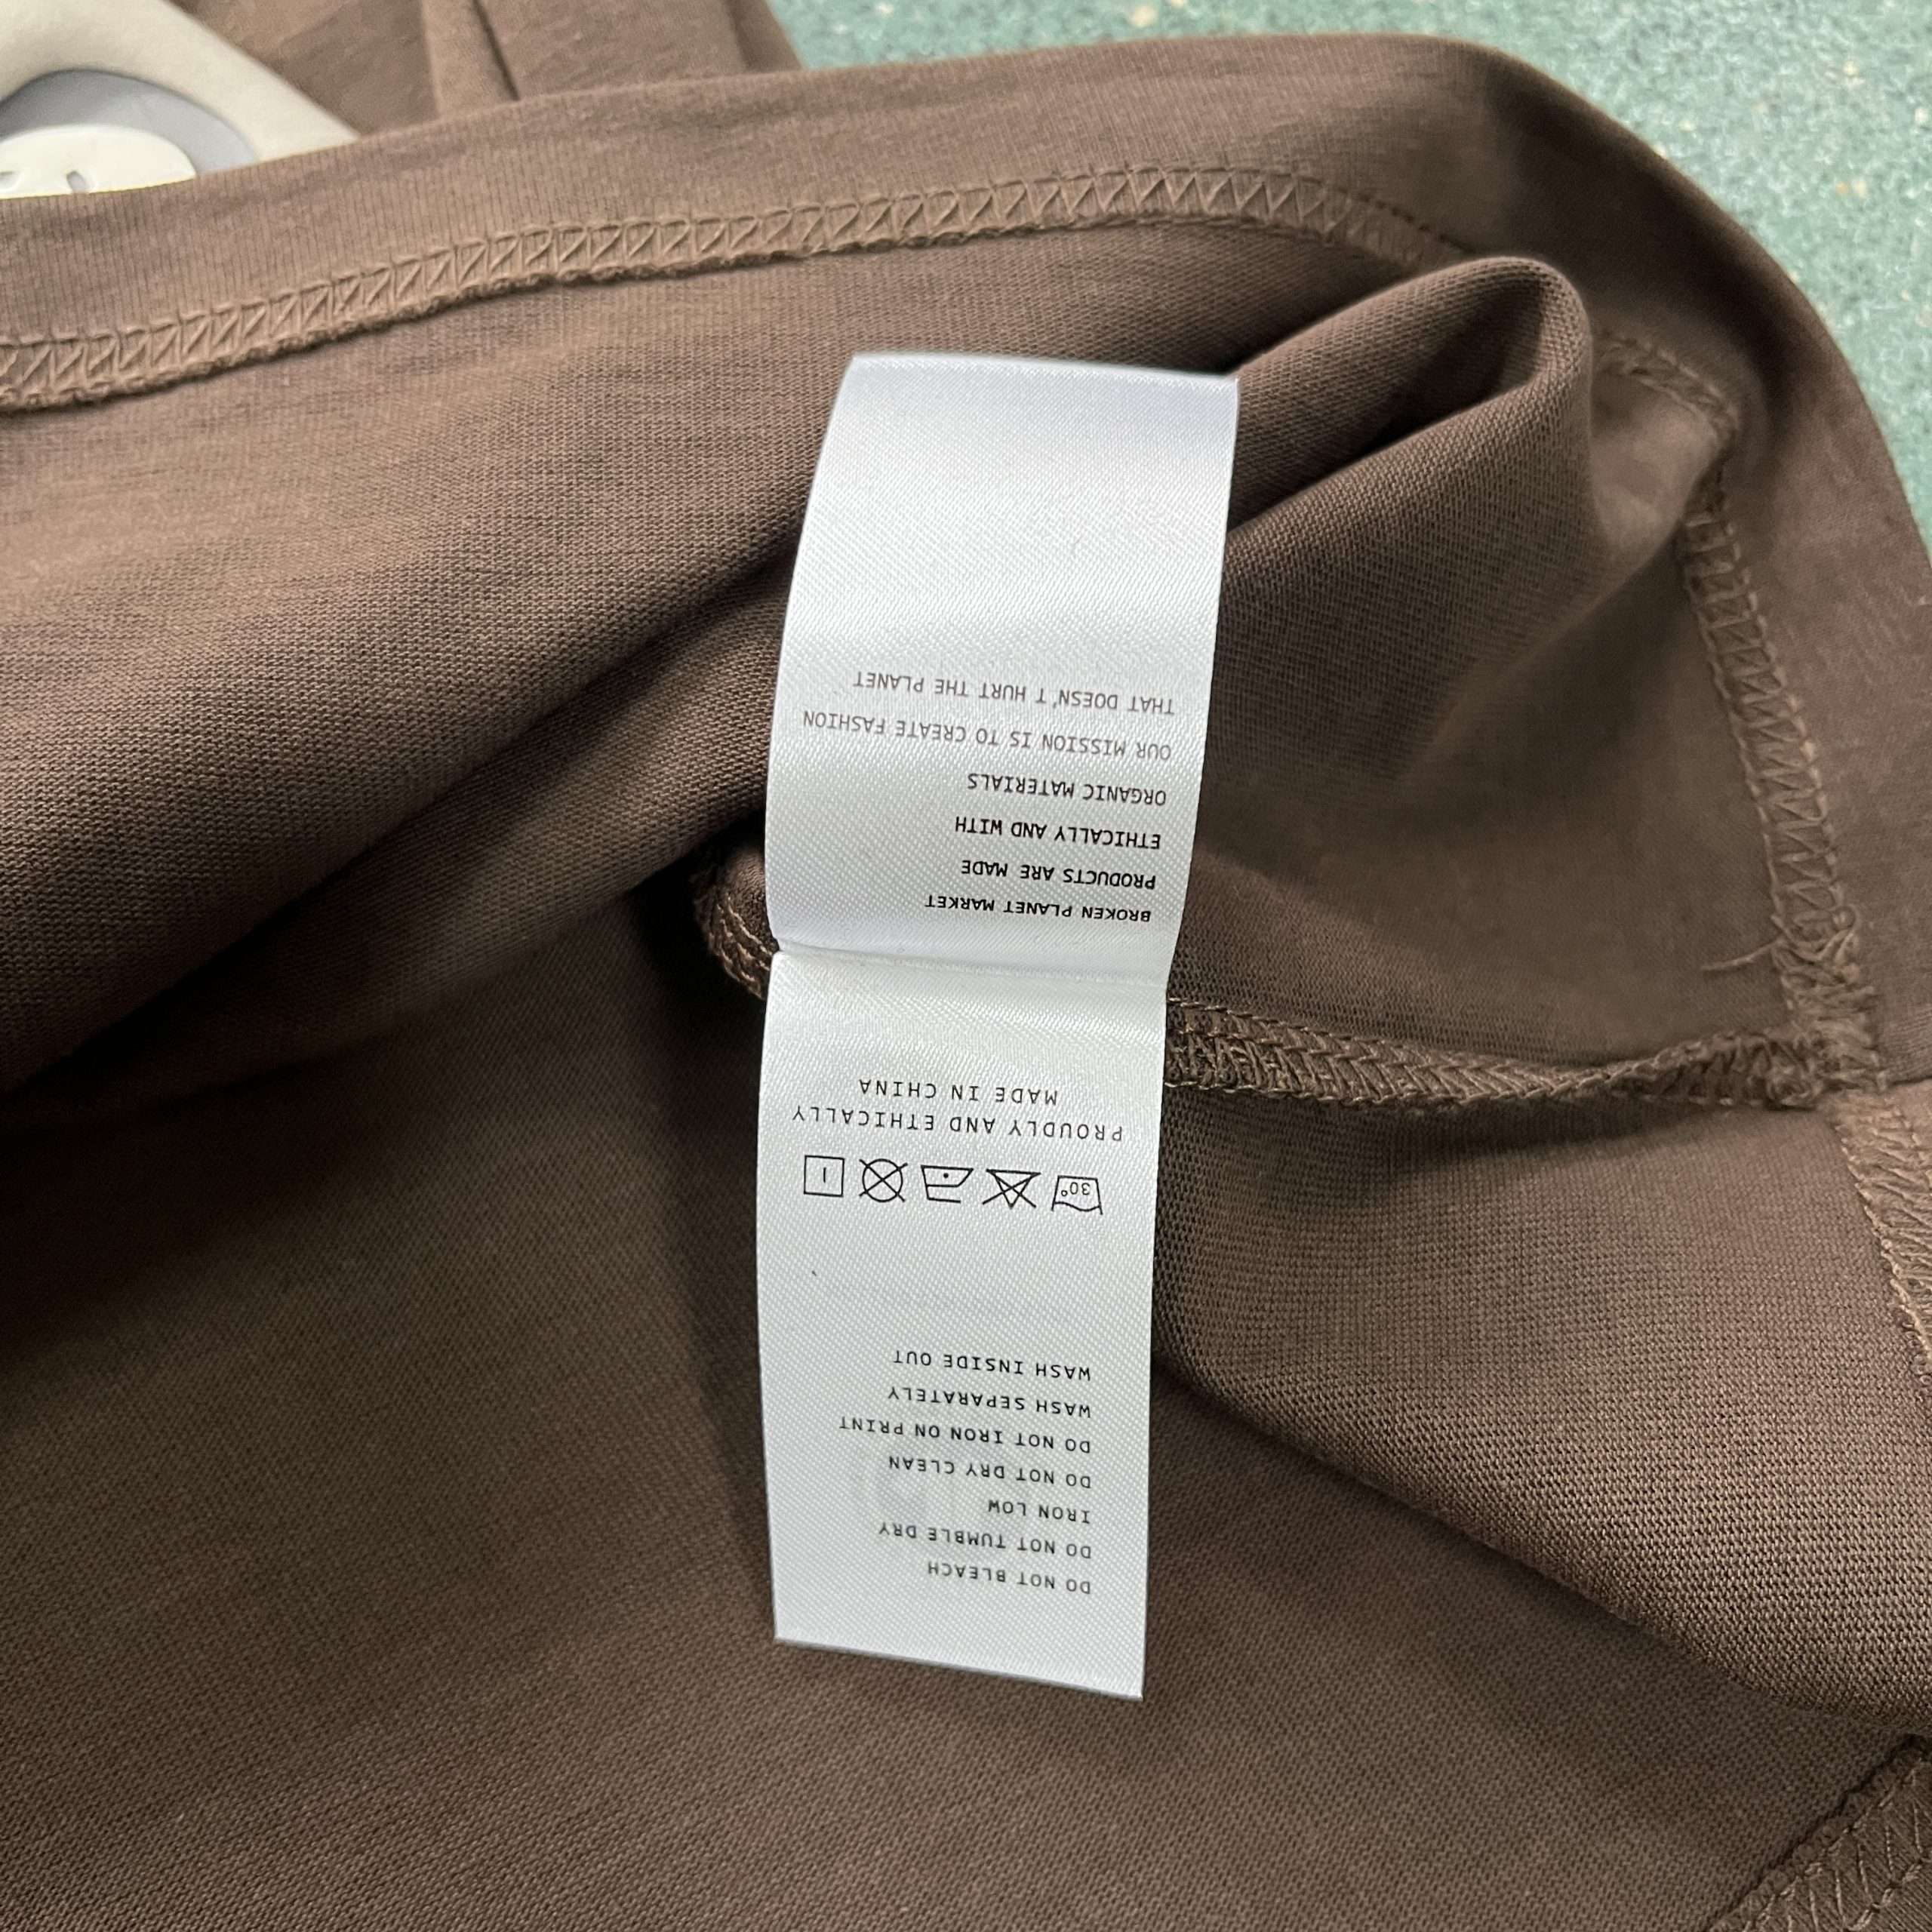 DO NOT BLEACH
DO NOT TUMBLE DRY
IRON LOW
DO NOT DRY CLEAN
DO NOT IRON ON PRINT
WASH SEPARATELY
WASH INSIDE OUT
30°
PROUDLY AND ETHICALLY
MADE IN CHINA
BROKEN PLANET MARKET
PRODUCTS ARE MADE
ETHICALLY AND WITH
ORGANIC MATERIALS
OUR MISSION IS TO CREATE FASHION
THAT DOESN'T HURT THE PLANET